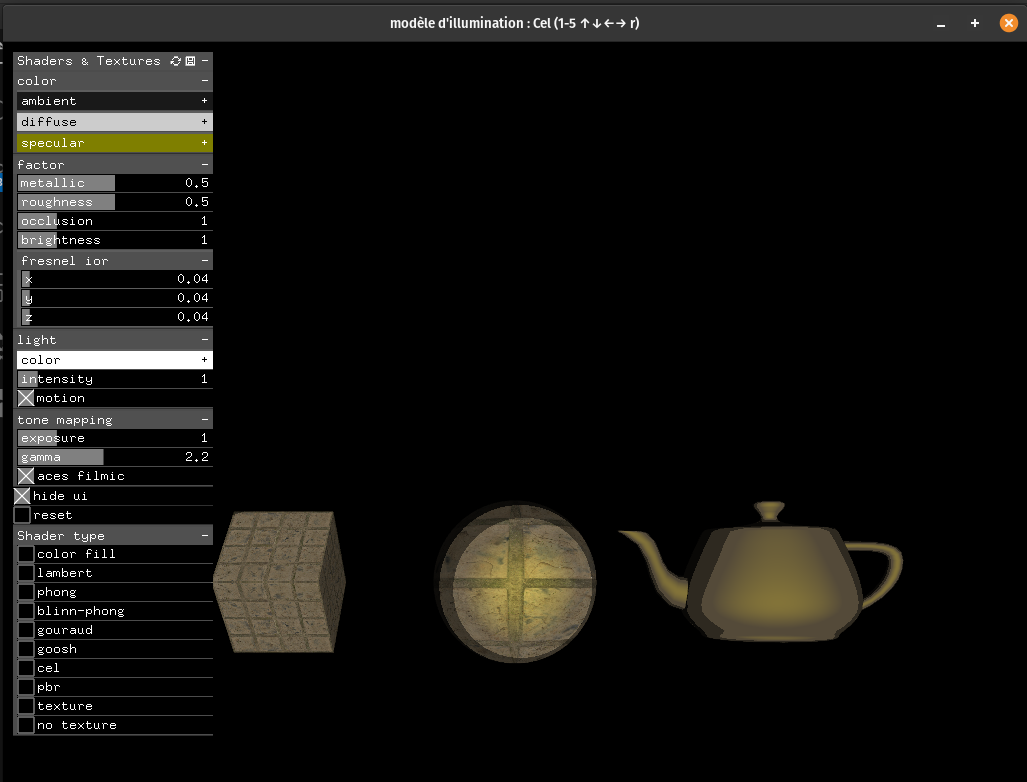 modèle d'illumination : Cel (1-5 ↑↓←→ r)
Shaders & Textures
color
ambient +
diffuse +
specular +
factor
metallic 0.5
roughness 0.5
occlusion 1
brightness 1
fresnel ior
x 0.04
y 0.04
z 0.04
light
color +
intensity 1
motion
tone mapping
exposure 1
gamma 2.2
aces filmic
hide ui
reset
Shader type
color fill
lambert
phong
blinn-phong
gouraud
goosh
cel
pbr
texture
no texture